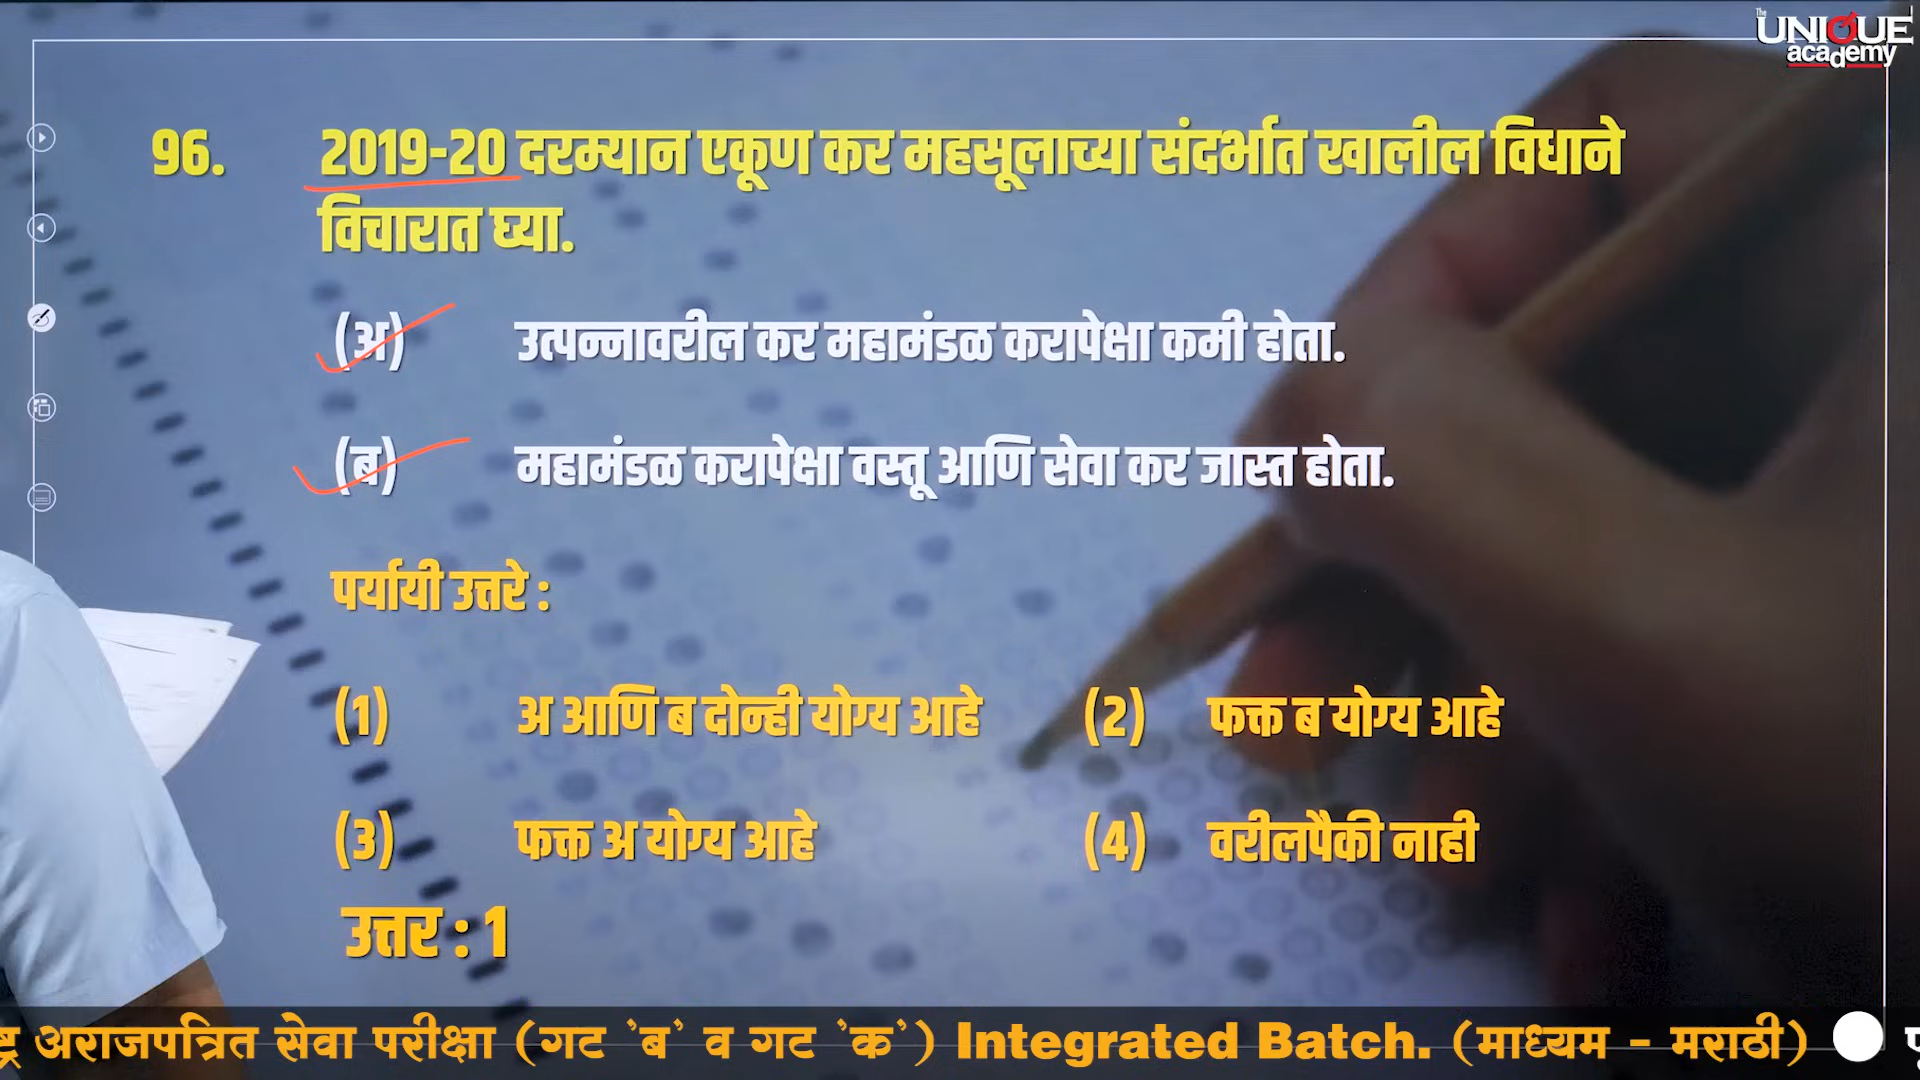 The UNIQUE academy
96. 2019-20 दरम्यान एकूण कर महसूलाच्या संदर्भात खालील विधाने
विचारात घ्या.
(अ) उत्पन्नावरील कर महामंडळ करापेक्षा कमी होता.
(ब) महामंडळ करापेक्षा वस्तू आणि सेवा कर जास्त होता.
पर्यायी उत्तरे :
(1) अ आणि ब दोन्ही योग्य आहे (2) फक्त ब योग्य आहे
(3) फक्त अ योग्य आहे (4) वरीलपैकी नाही
उत्तर : 1
अराजपत्रित सेवा परीक्षा (गट 'ब' व गट 'क') Integrated Batch. (माध्यम - मराठी)